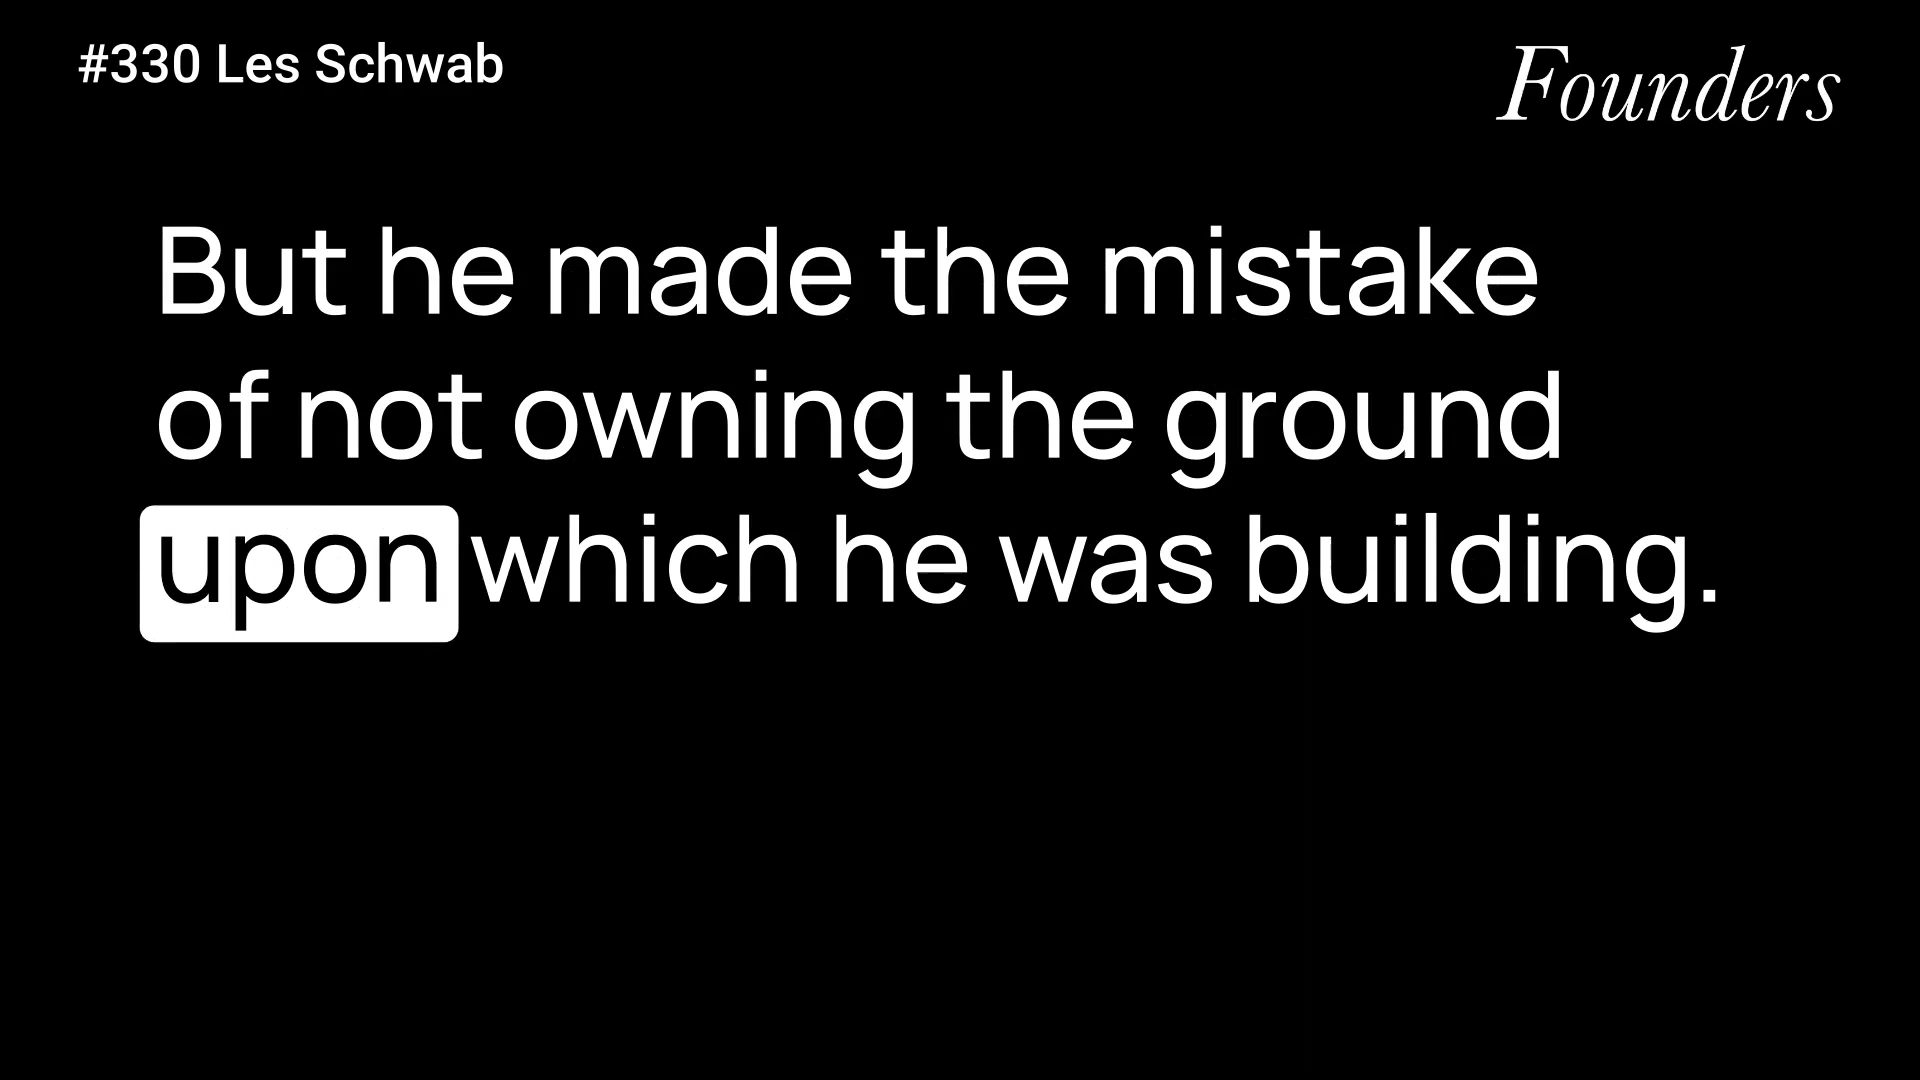 #330 Les Schwab
Founders
But he made the mistake
of not owning the ground
upon which he was building.